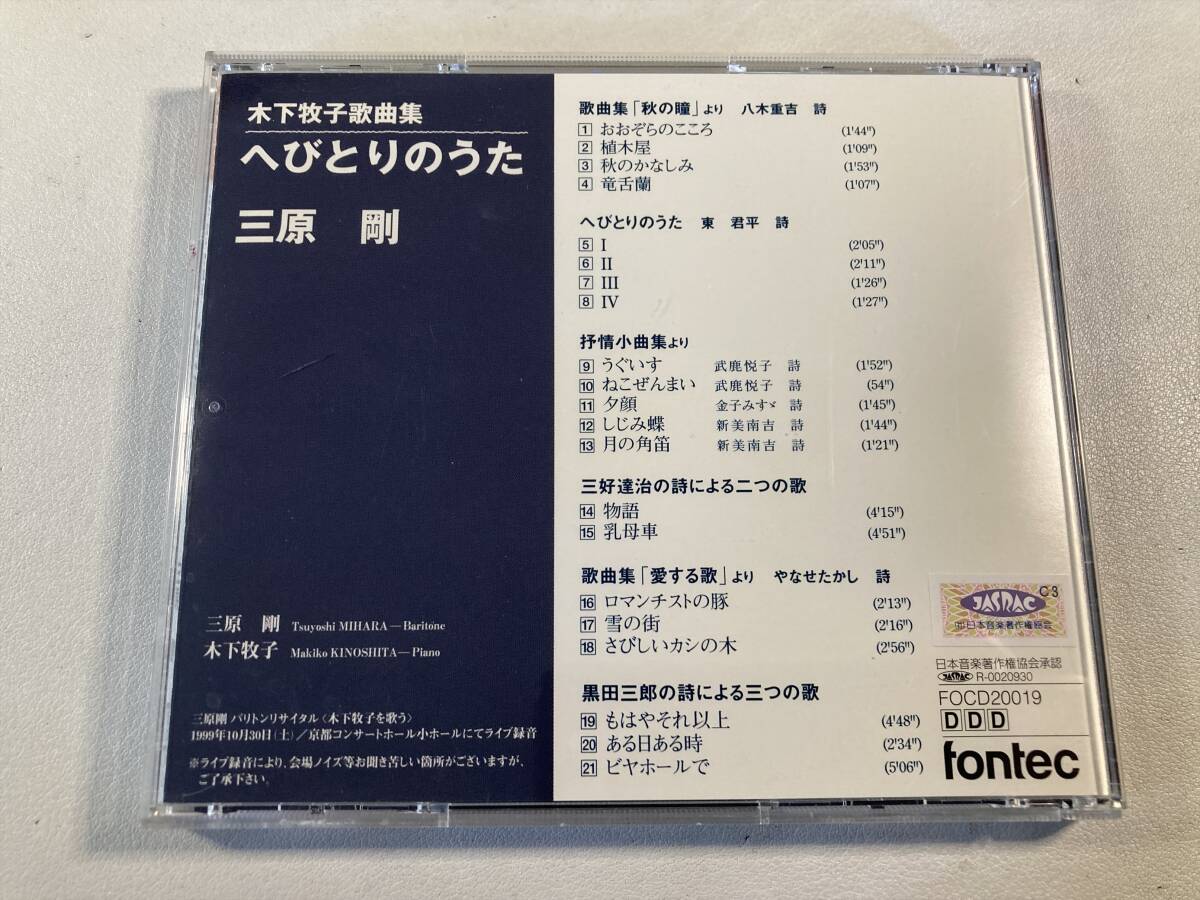 木下牧子歌曲集
へびとりのうた
三原 剛
三原 剛 Tsuyoshi MIHARA—Baritone
木下牧子 Makiko KINOSHITA—Piano
三原剛 バリトンリサイタル〈木下牧子を歌う〉
1999年10月30日(土)/京都コンサートホール小ホールにてライブ録音
※ライブ録音により、会場ノイズ等お聞き苦しい箇所がございますが、
ご了承下さい。
歌曲集「秋の瞳」より 八木重吉 詩
1 おおぞらのこころ (1'44")
2 植木屋 (1'09")
3 秋のかなしみ (1'53")
4 竜舌蘭 (1'07")
へびとりのうた 東 君平 詩
5 I (2'05")
6 II (2'11")
7 III (1'26")
8 IV (1'27")
抒情小曲集より
9 うぐいす 武鹿悦子 詩 (1'52")
10 ねこぜんまい 武鹿悦子 詩 (54")
11 夕顔 金子みすゞ 詩 (1'45")
12 しじみ蝶 新美南吉 詩 (1'44")
13 月の角笛 新美南吉 詩 (1'21")
三好達治の詩による二つの歌
14 物語 (4'15")
15 乳母車 (4'51")
歌曲集「愛する歌」より やなせたかし 詩
16 ロマンチストの豚 (2'13")
17 雪の街 (2'16")
18 さびしいカシの木 (2'56")
黒田三郎の詩による三つの歌
19 もはやそれ以上 (4'48")
20 ある日ある時 (2'34")
21 ビヤホールで (5'06")
C3
JASRAC
㈳日本音楽著作権協会
日本音楽著作権協会承認
JASRAC R-0020930
FOCD20019
DDD
fontec